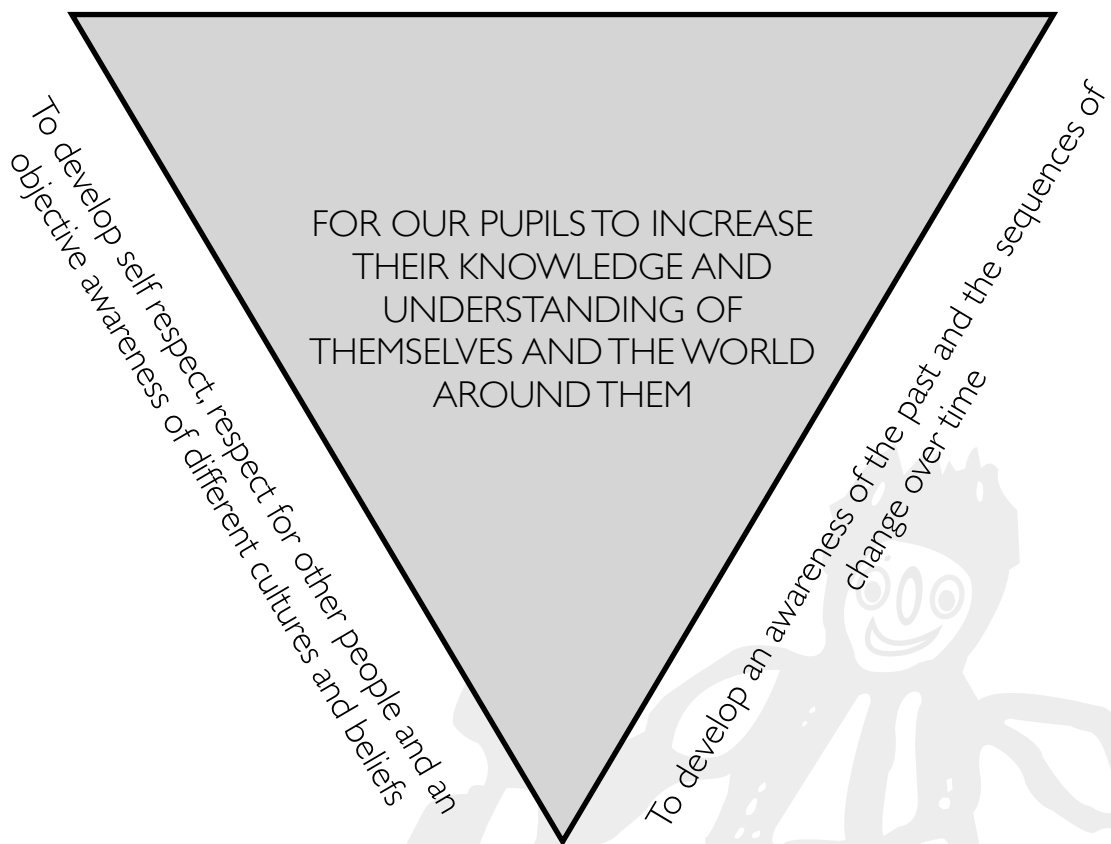 To develop self respect, respect for other people and an
objective awareness of different cultures and beliefs
FOR OUR PUPILS TO INCREASE
THEIR KNOWLEDGE AND
UNDERSTANDING OF
THEMSELVES AND THE WORLD
AROUND THEM
To develop an awareness of the past and the sequences of
change over time